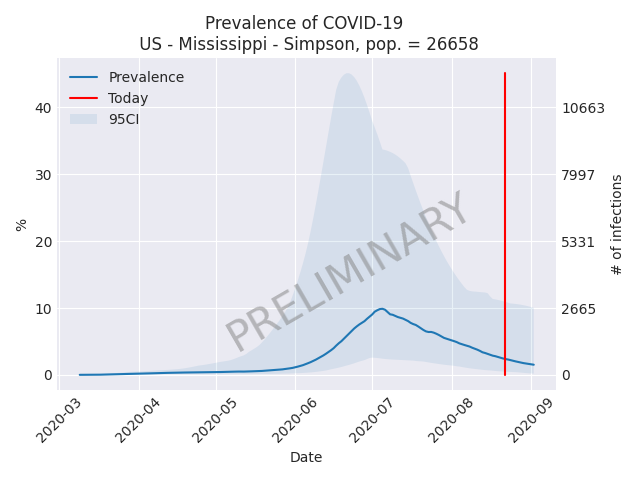 Prevalence of COVID-19
US - Mississippi - Simpson, pop. = 26658
Prevalence
Today
95CI
40
30
20
10
0
%
10663
7997
5331
2665
0
# of infections
PRELIMINARY
2020-03
2020-04
2020-05
2020-06
2020-07
2020-08
2020-09
Date